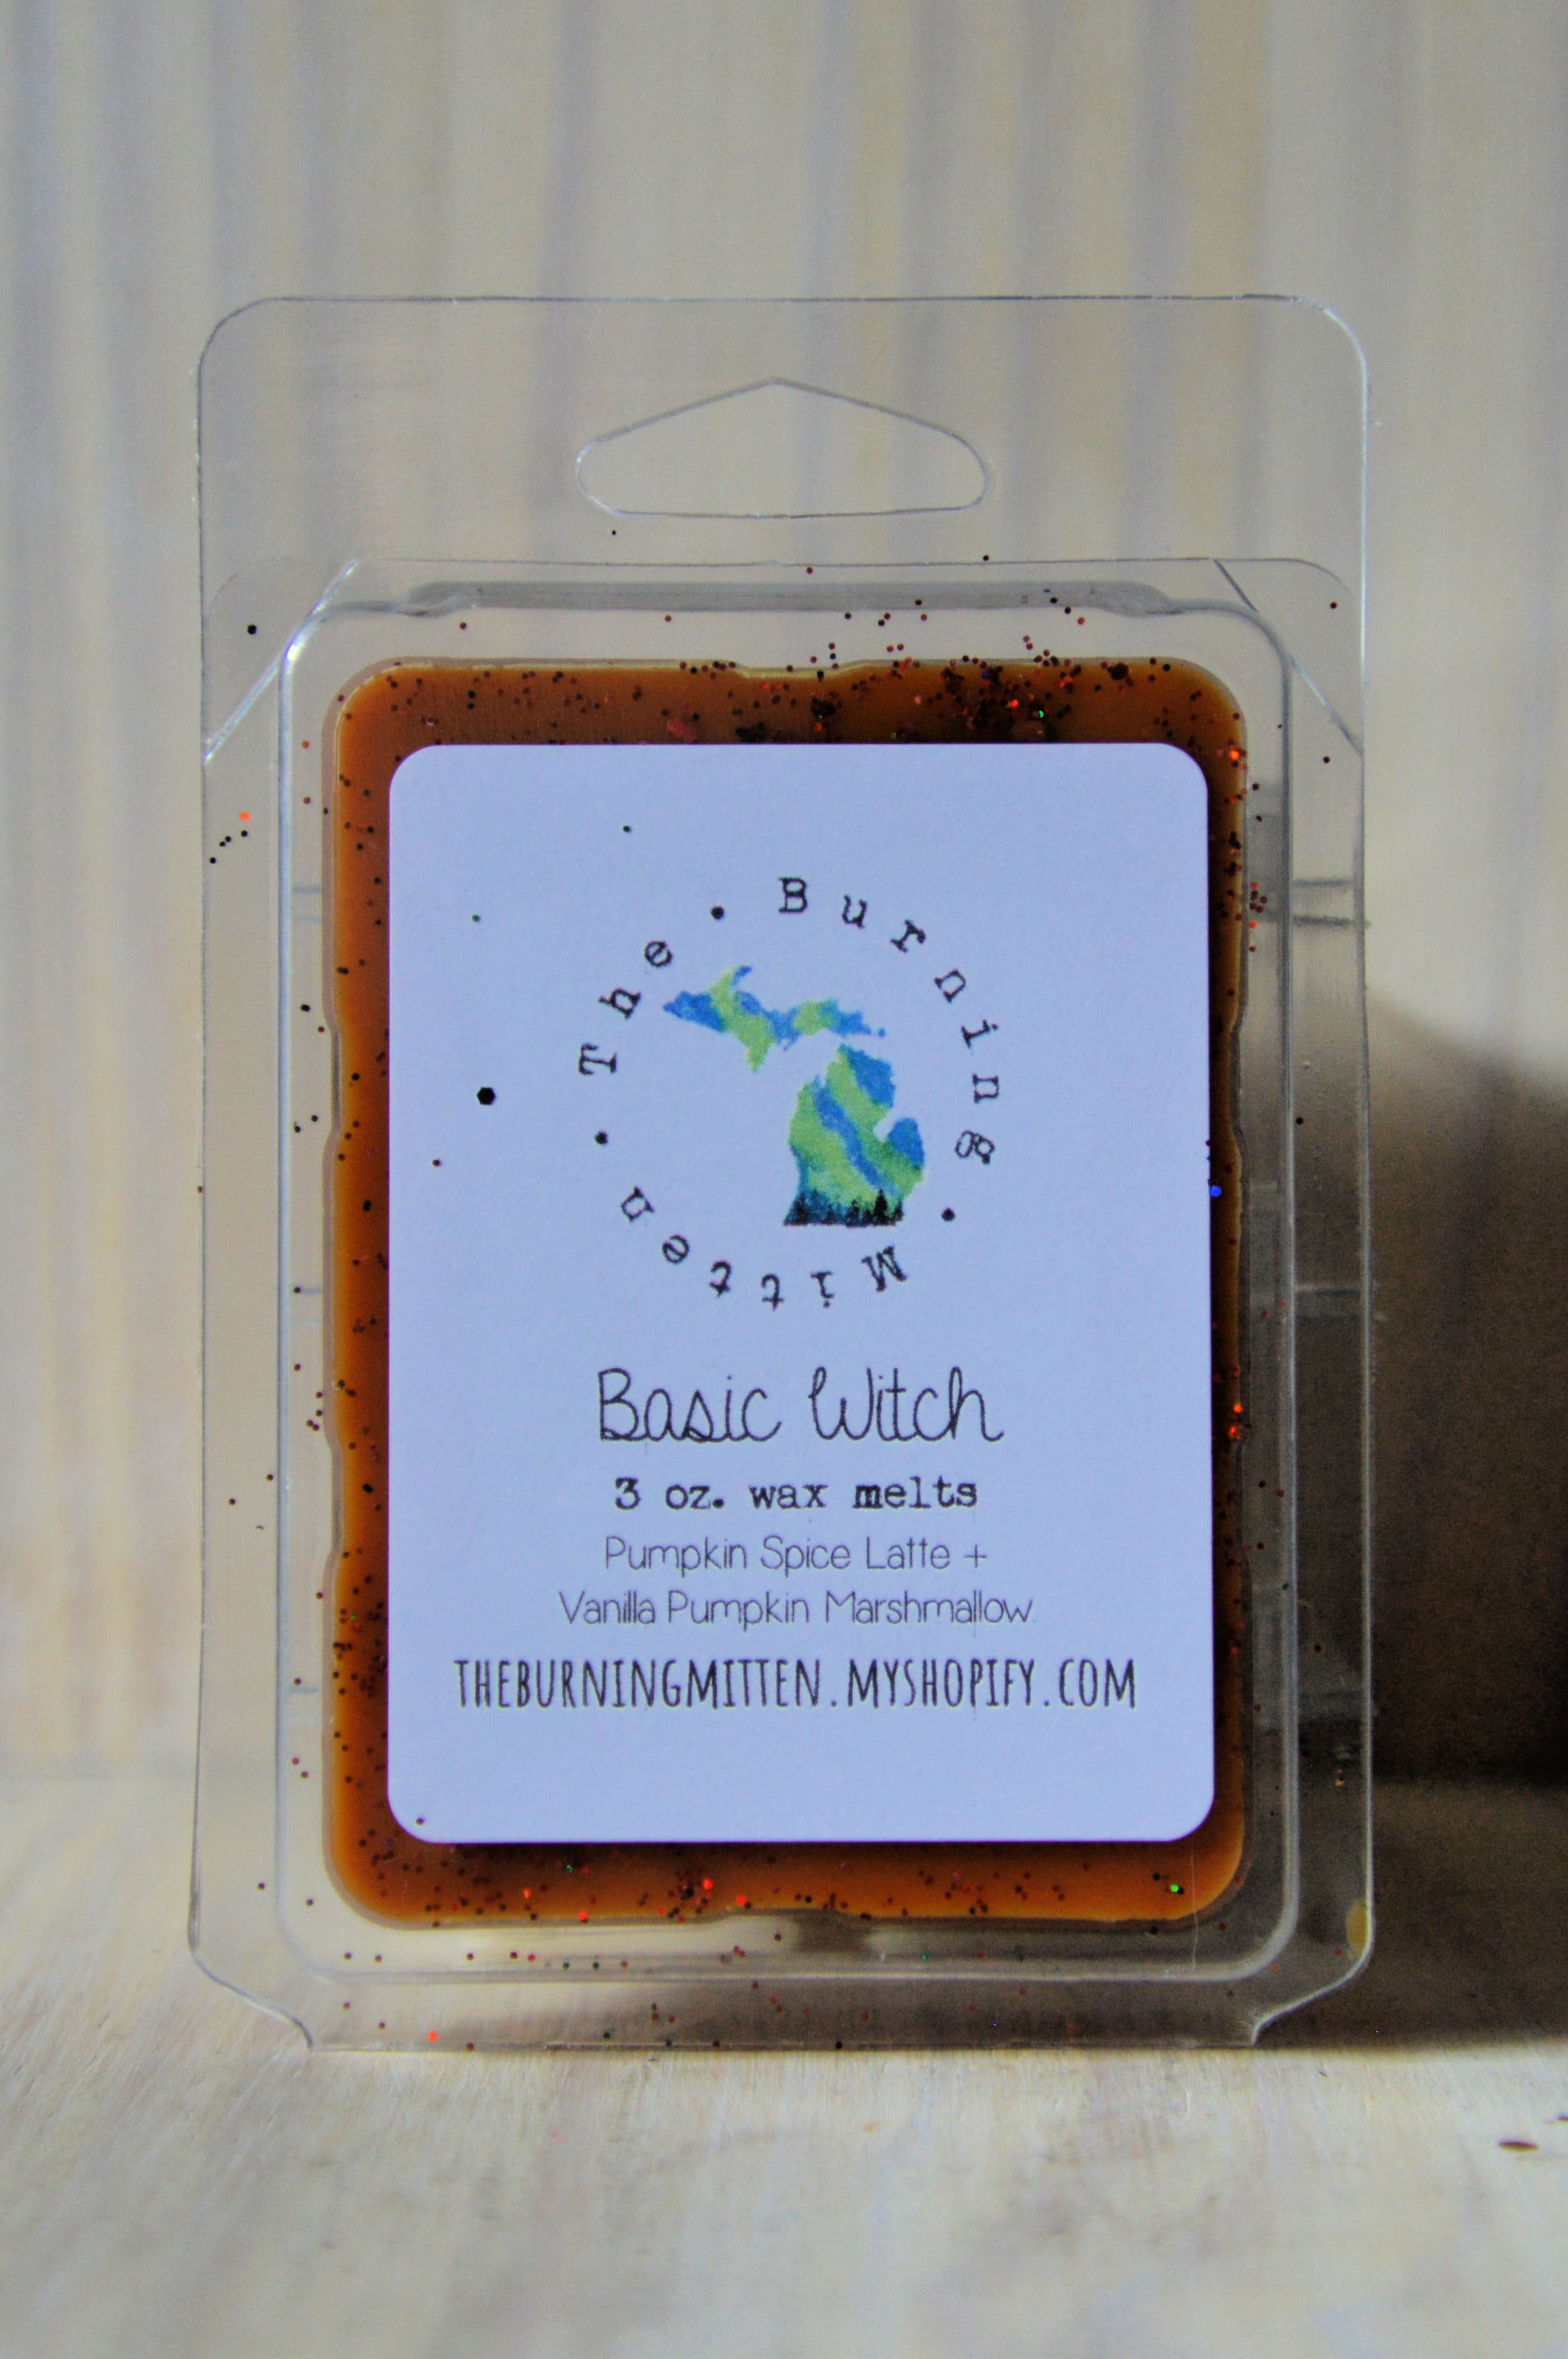 The • Burning • Mitten •
Basic Witch
3 oz. wax melts
Pumpkin Spice Latte +
Vanilla Pumpkin Marshmallow
THEBURNINGMITTEN.MYSHOPIFY.COM